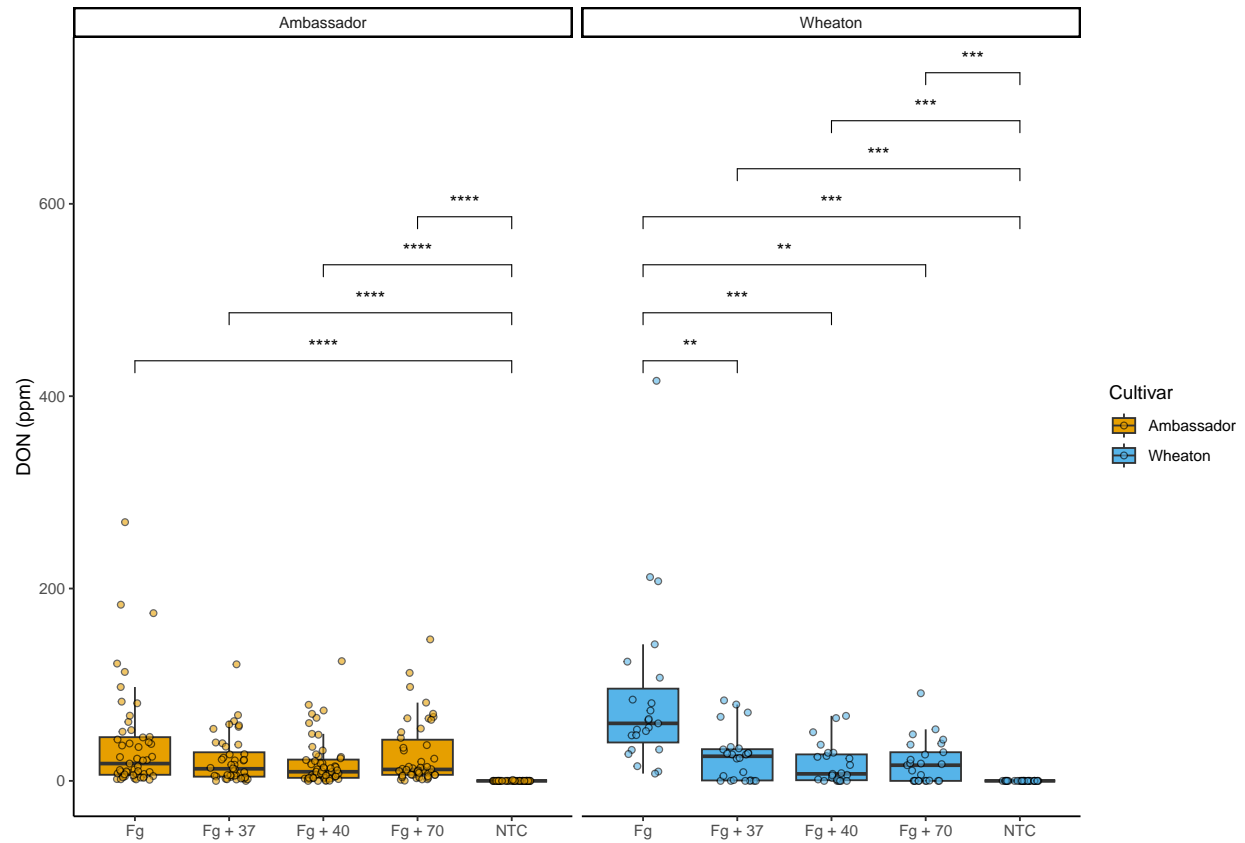 Ambassador
Wheaton
***
***
***
****
***
****
**
****
***
****
**
DON (ppm)
600
400
200
0
Fg
Fg + 37
Fg + 40
Fg + 70
NTC
Fg
Fg + 37
Fg + 40
Fg + 70
NTC
Cultivar
Ambassador
Wheaton